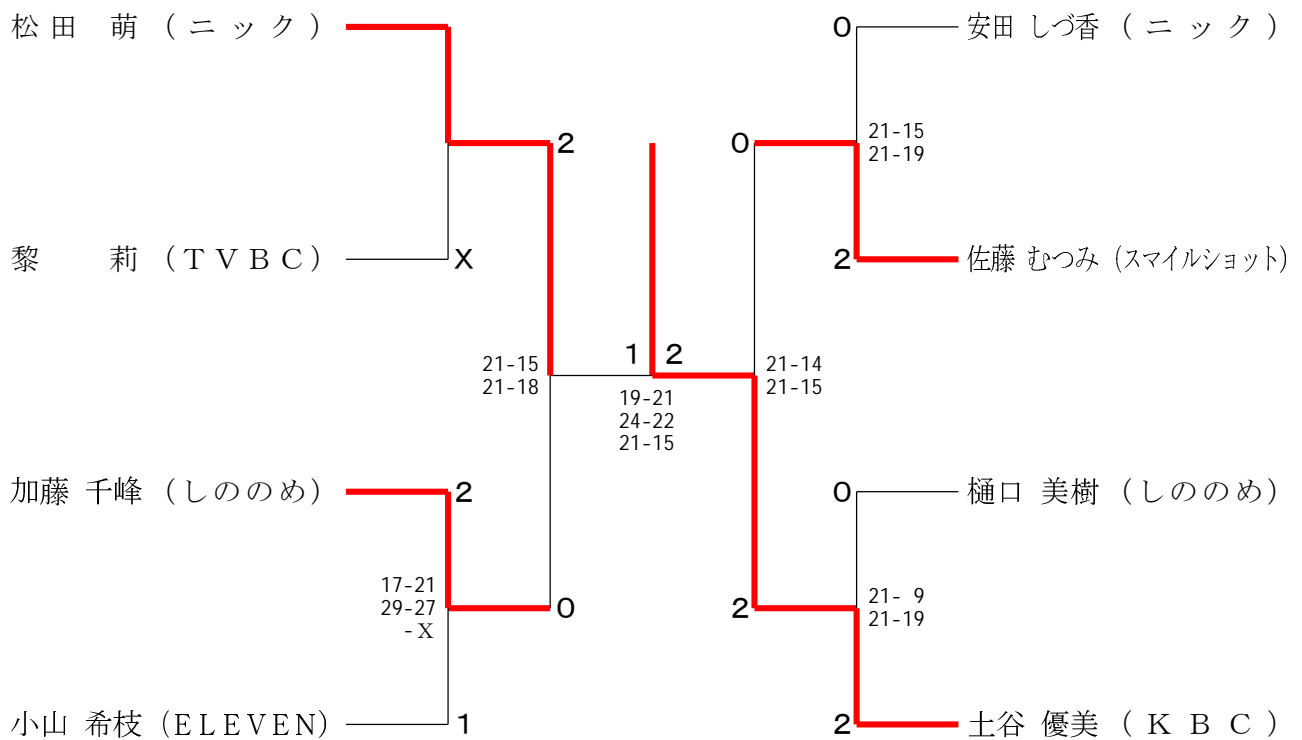 松田 萌 (ニック)
2
黎 莉 (TVBC)
X
21-15
21-18
加藤 千峰 (しののめ)
2
17-21
29-27
-X
0
小山 希枝 (ELEVEN)
1
1 2
19-21
24-22
21-15
0
安田 しづ香 (ニック)
21-15
21-19
0
2
佐藤 むつみ (スマイルショット)
21-14
21-15
0
樋口 美樹 (しののめ)
21- 9
21-19
2
2
土谷 優美 (KBC)